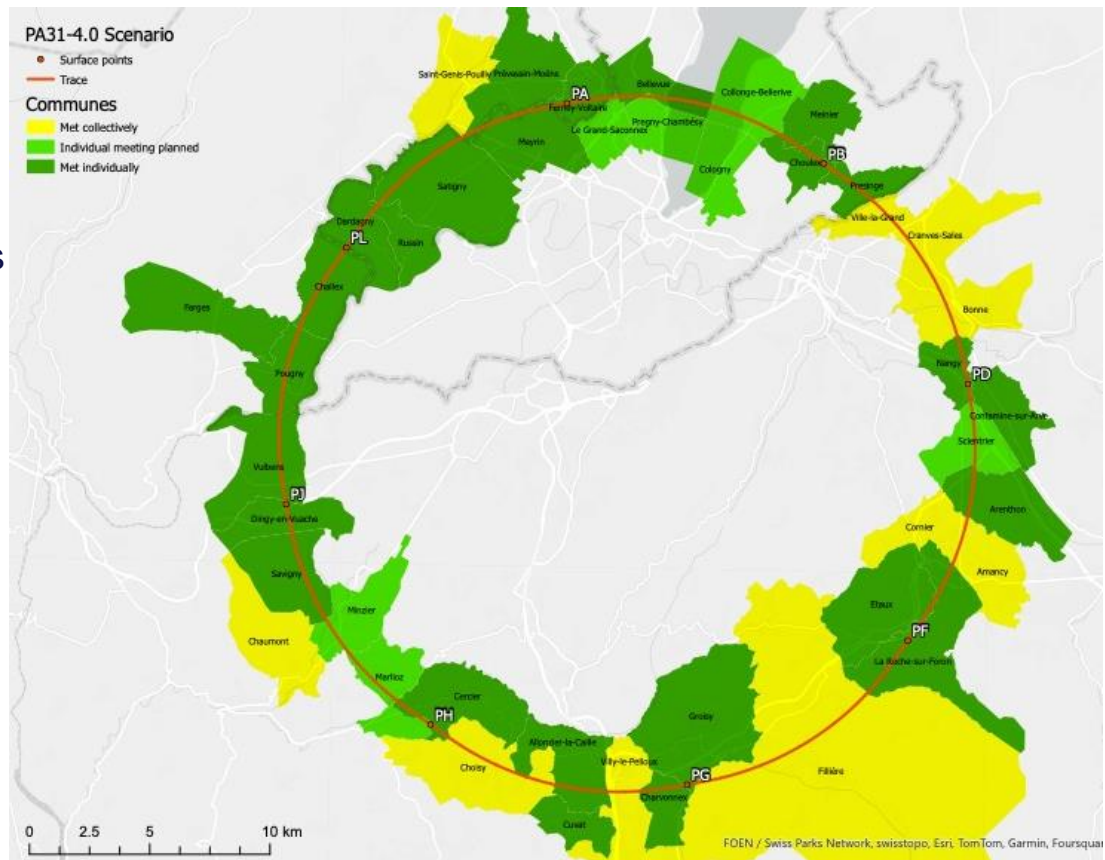 PA31-4.0 Scenario
Surface points
Trace
Communes
Met collectively
Individual meeting planned
Met individually
s
Saint-Genis-Pouilly
Prévessin-Moëns
PA
Ferney-Voltaire
Bellevue
Collonge-Bellerive
Le Grand-Saconnex
Pregny-Chambésy
Meinier
Meyrin
Cologny
Choulex
PB
Presinge
Satigny
Ville-la-Grand
Cranves-Sales
Dardagny
PL
Russin
Challex
Farges
Bonne
Pougny
Nangy
PD
Contamine-sur-Arve
Scientrier
Vulbens
PJ
Dingy-en-Vuache
Arenthon
Cornier
Amancy
Savigny
Etaux
Minzier
Chaumont
PF
La Roche-sur-Foron
Marlioz
Cercier
PH
Groisy
Allonzier-la-Caille
Villy-le-Pelloux
Choisy
Fillière
PG
Charvonnex
Cuvat
0 2.5 5 10 km
FOEN / Swiss Parks Network, swisstopo, Esri, TomTom, Garmin, Foursquar